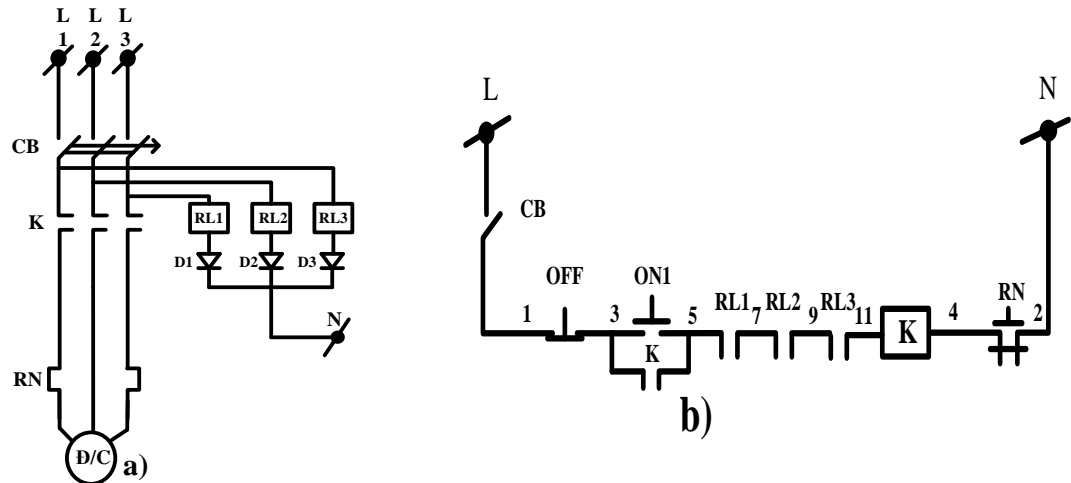 L L L
1 2 3
CB
K
RL1 RL2 RL3
D1 D2 D3
N
RN
Đ/C
a)
L
N
CB
OFF ON1
1 3 5 RL1 7 RL2 9 RL3 11 K 4 RN 2
K
b)